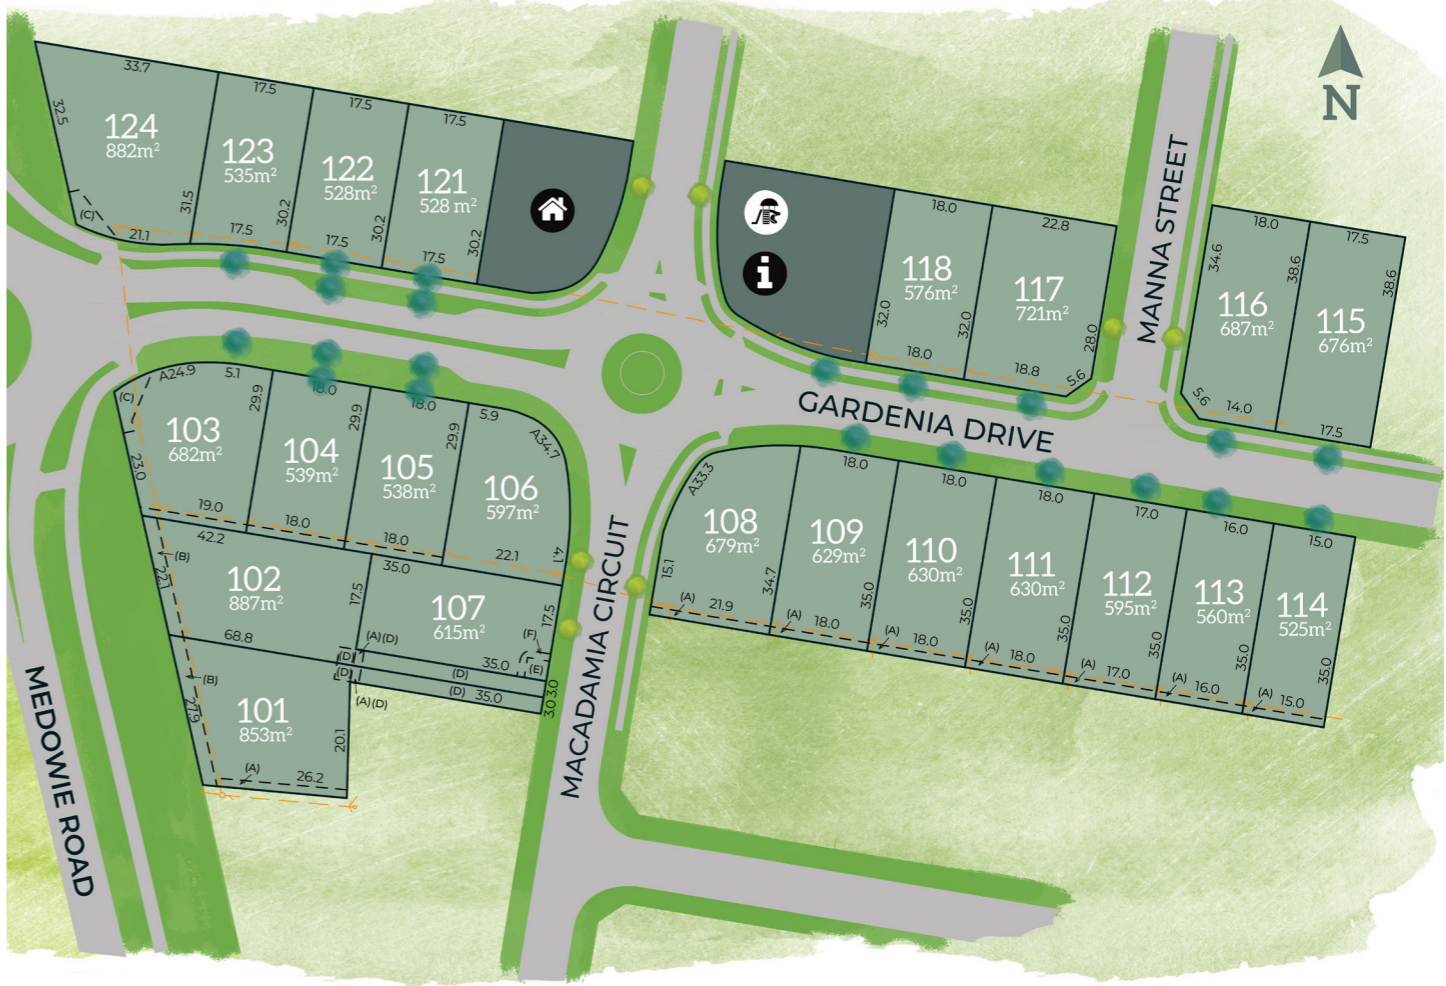 N
33.7
17.5
17.5
17.5
32.5
124
882m²
123
535m²
122
528m²
121
528 m²
31.5
30.2
30.2
30.2
(C)
21.1
17.5
17.5
17.5
i
18.0
22.8
118
576m²
117
721m²
32.0
32.0
28.0
18.0
18.8
5.6
MANNA STREET
18.0
17.5
34.6
38.6
38.6
116
687m²
115
676m²
5.6
14.0
17.5
GARDENIA DRIVE
A24.9
5.1
18.0
18.0
5.9
A34.7
(C)
29.9
29.9
29.9
103
682m²
104
539m²
105
538m²
106
597m²
23.0
19.0
18.0
18.0
22.1
4.1
42.2
35.0
(B)
22.1
102
887m²
17.5
107
615m²
17.5
68.8
(A)(D)
(F)
(D)
35.0
(E)
(D)
(D)
(D)
35.0
3.0
3.0
(A)(D)
(B)
27.9
101
853m²
20.1
(A)
26.2
MEDOWIE ROAD
MACADAMIA CIRCUIT
A33.3
18.0
18.0
18.0
17.0
16.0
15.0
108
679m²
109
629m²
110
630m²
111
630m²
112
595m²
113
560m²
114
525m²
15.1
34.7
35.0
35.0
35.0
35.0
35.0
35.0
(A)
21.9
(A)
18.0
(A)
18.0
(A)
18.0
(A)
17.0
(A)
16.0
(A)
15.0